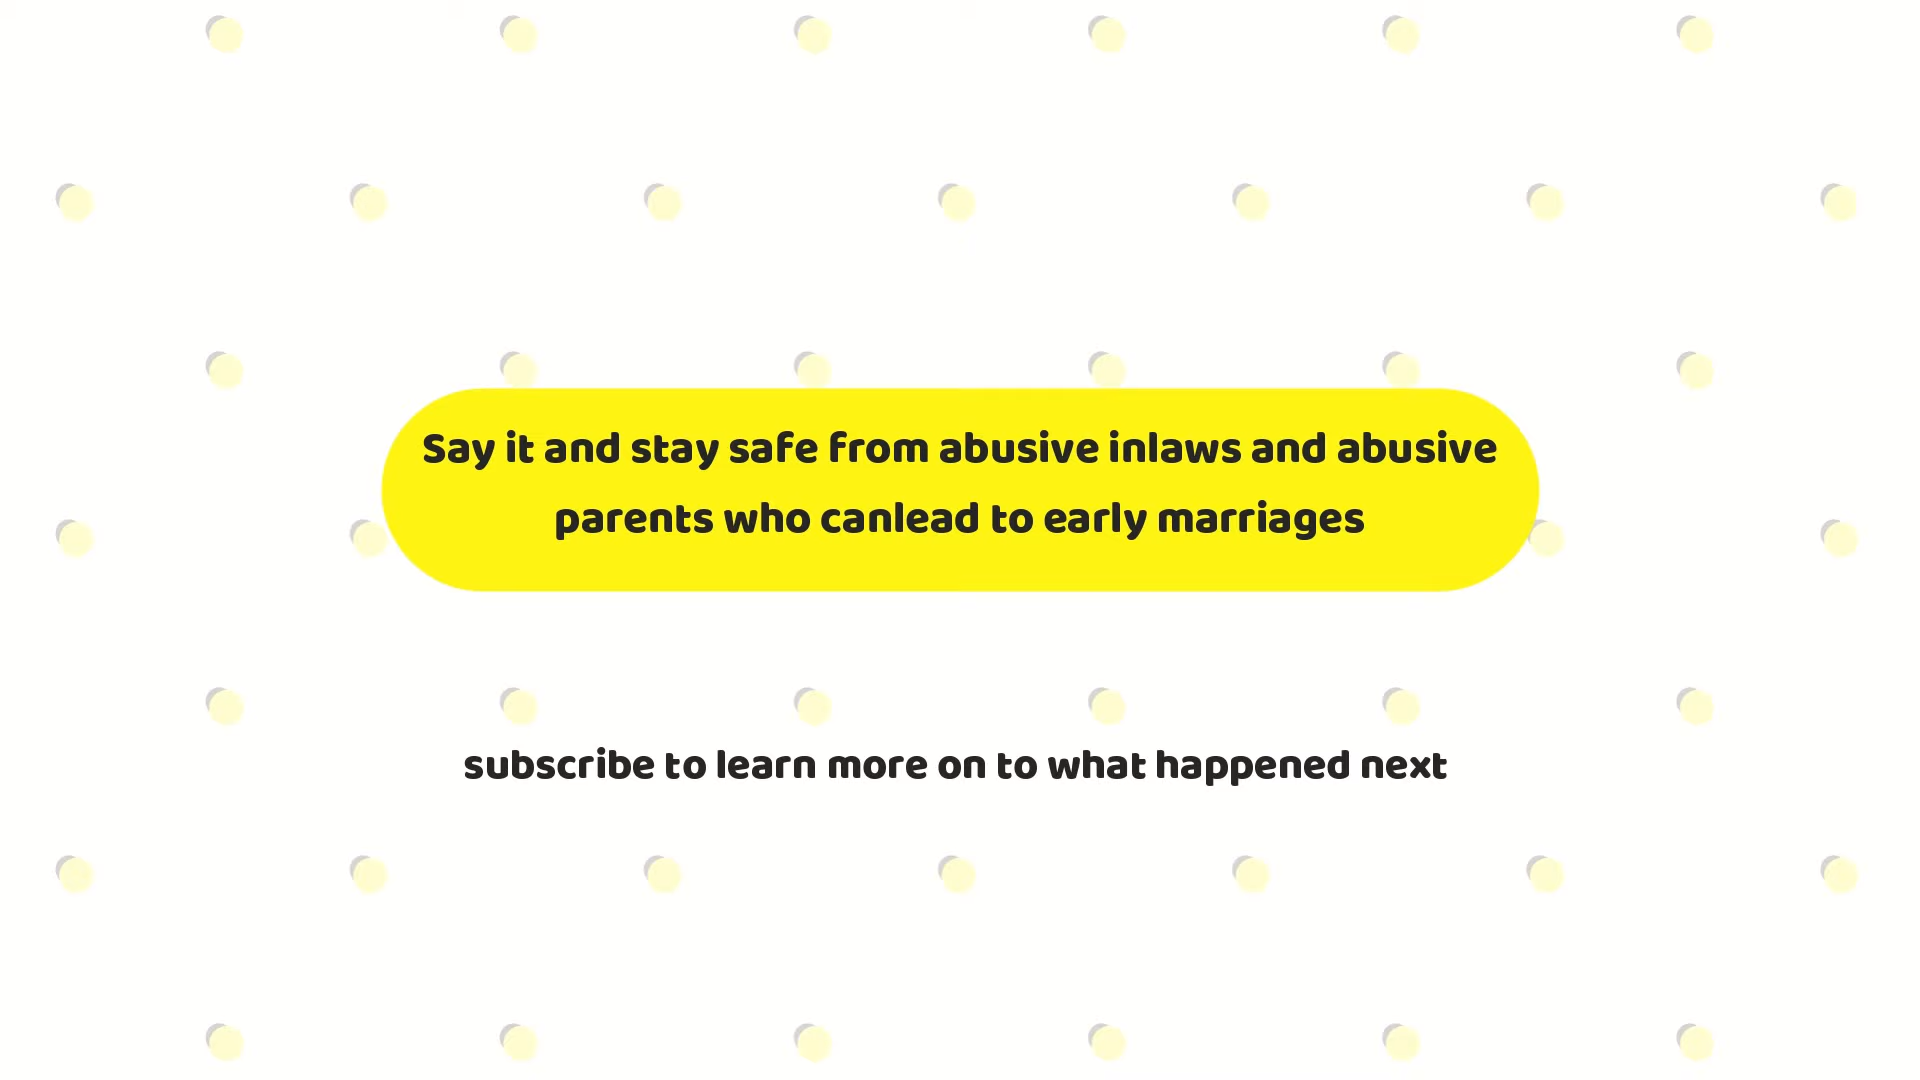 Say it and stay safe from abusive inlaws and abusive
parents who canlead to early marriages
subscribe to learn more on to what happened next